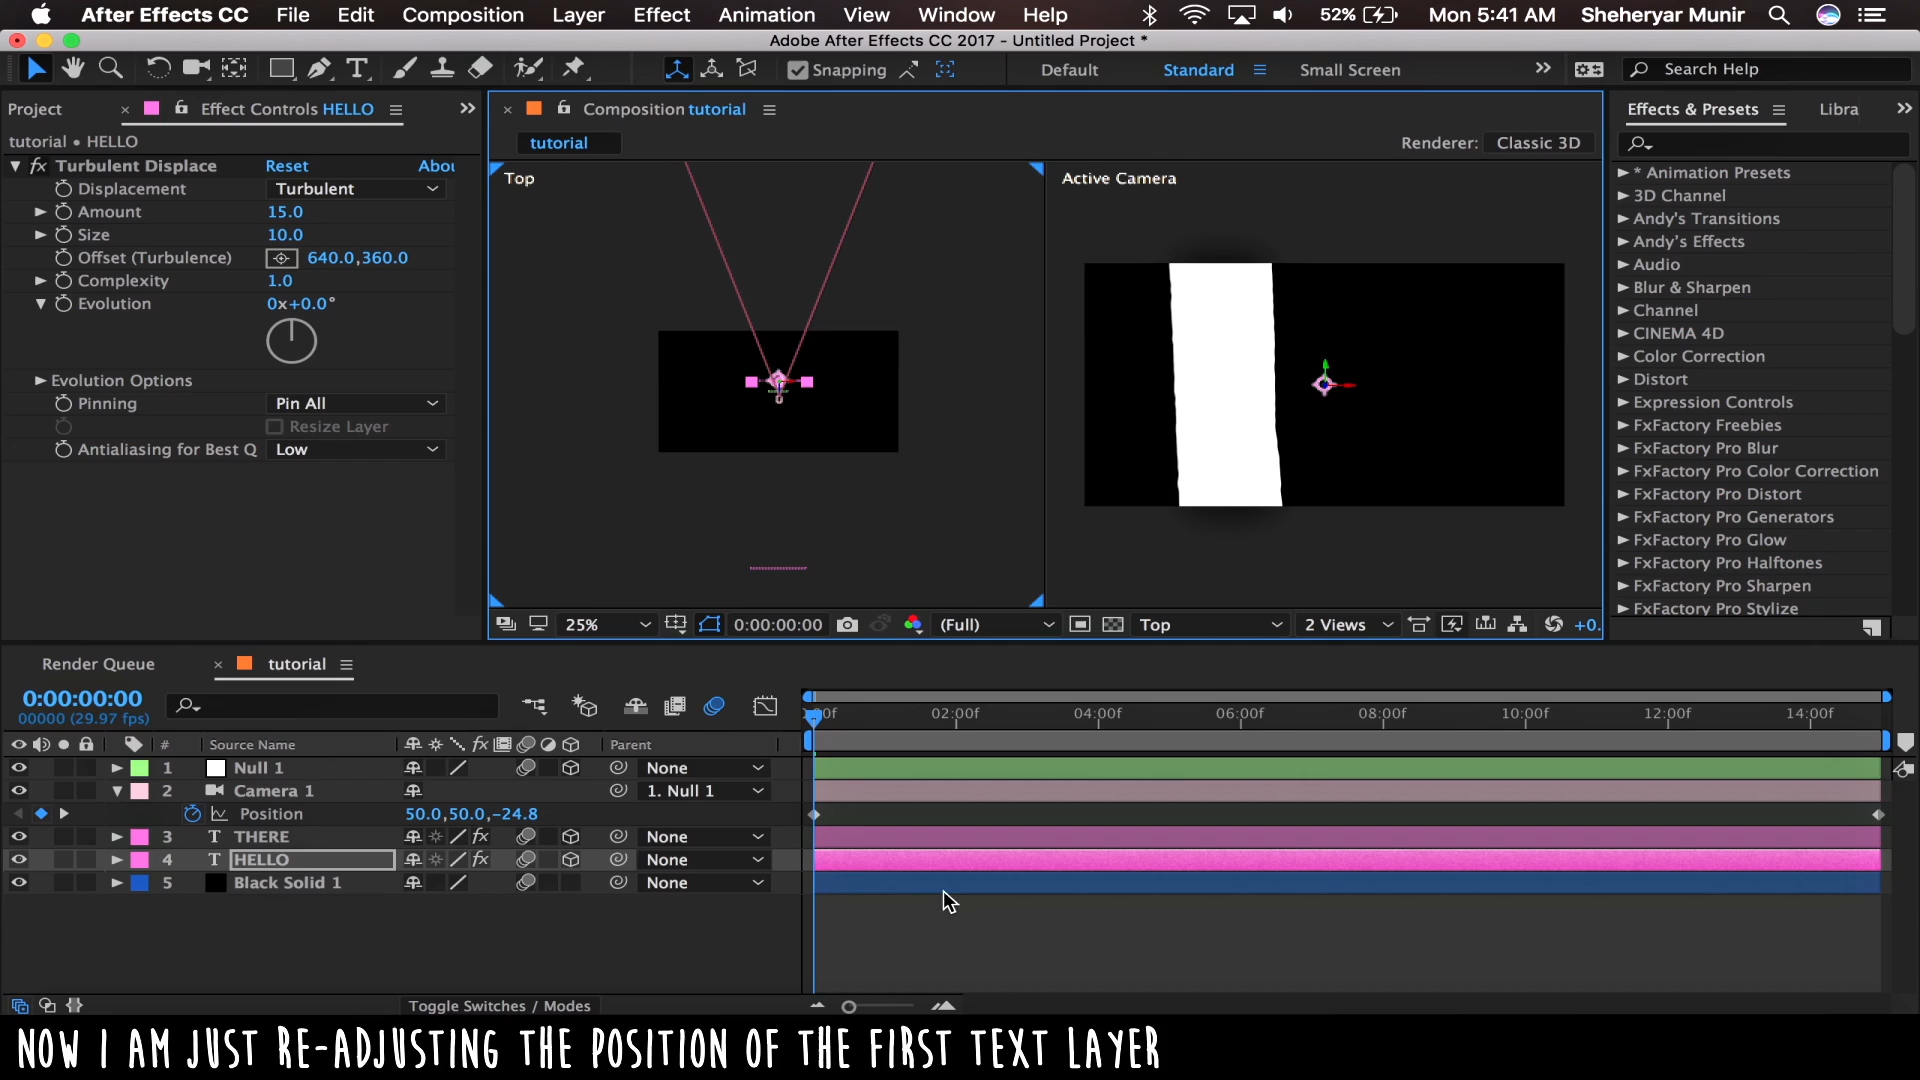 After Effects CC File Edit Composition Layer Effect Animation View Window Help 52% Mon 5:41 AM Sheheryar Munir
Adobe After Effects CC 2017 - Untitled Project *
Snapping Default Standard Small Screen Search Help
Project Effect Controls HELLO
tutorial • HELLO
fx Turbulent Displace Reset Abou
Displacement Turbulent
Amount 15.0
Size 10.0
Offset (Turbulence) 640.0,360.0
Complexity 1.0
Evolution 0x+0.0°
Evolution Options
Pinning Pin All
Resize Layer
Antialiasing for Best Q Low
Composition tutorial
tutorial Renderer: Classic 3D
Top Active Camera
25% 0:00:00:00 (Full) Top 2 Views +0.
Effects & Presets Libra
* Animation Presets
3D Channel
Andy's Transitions
Andy's Effects
Audio
Blur & Sharpen
Channel
CINEMA 4D
Color Correction
Distort
Expression Controls
FxFactory Freebies
FxFactory Pro Blur
FxFactory Pro Color Correction
FxFactory Pro Distort
FxFactory Pro Generators
FxFactory Pro Glow
FxFactory Pro Halftones
FxFactory Pro Sharpen
FxFactory Pro Stylize
Render Queue tutorial
0:00:00:00
00000 (29.97 fps)
02:00f 04:00f 06:00f 08:00f 10:00f 12:00f 14:00f
# Source Name fx Parent
1 Null 1 None
2 Camera 1 1. Null 1
Position 50.0,50.0,-24.8
3 T THERE fx None
4 T HELLO fx None
5 Black Solid 1 None
Toggle Switches / Modes
NOW I AM JUST RE-ADJUSTING THE POSITION OF THE FIRST TEXT LAYER